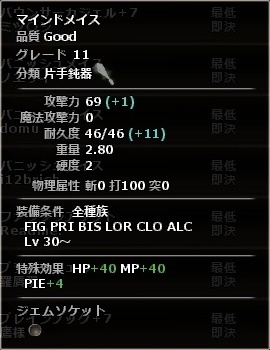 マインドメイス
品質 Good
グレード 11
分類 片手鈍器
攻撃力 69 (+1)
魔法攻撃力 0
耐久度 46/46 (+11)
重量 2.80
硬度 2
物理属性 斬0 打100 突0
装備条件 全種族
FIG PRI BIS LOR CLO ALC
Lv 30～
特殊効果 HP+40 MP+40
PIE+4
ジェムソケット